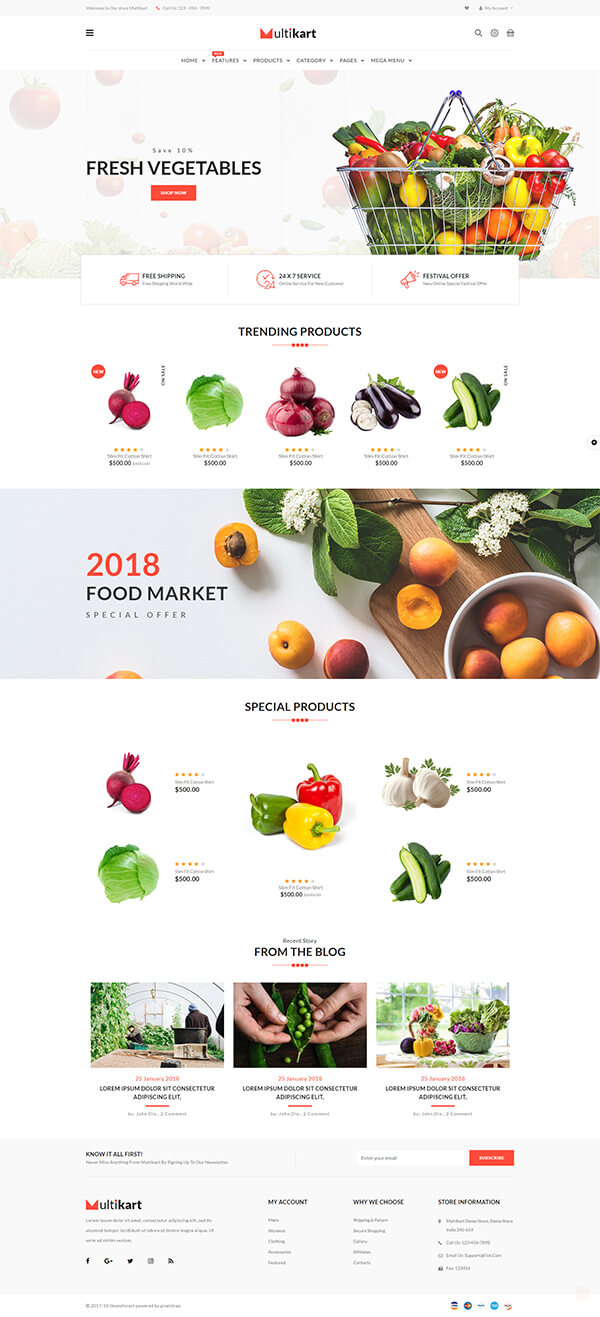 Welcome to Our store Multikart
Call Us: 123 - 456 - 7890
My Account
Multikart
HOME
NEW
FEATURES
PRODUCTS
CATEGORY
PAGES
MEGA MENU
Save 10%
FRESH VEGETABLES
SHOP NOW
FREE SHIPPING
Free Shipping World Wide
24 X 7 SERVICE
Online Service For New Customer
FESTIVAL OFFER
New Online Special Festival Offer
TRENDING PRODUCTS
NEW
ON SALE
Slim Fit Cotton Shirt
$500.00 $600.00
Slim Fit Cotton Shirt
$500.00
Slim Fit Cotton Shirt
$500.00
Slim Fit Cotton Shirt
$500.00
NEW
ON SALE
Slim Fit Cotton Shirt
$500.00
2018
FOOD MARKET
SPECIAL OFFER
SPECIAL PRODUCTS
Slim Fit Cotton Shirt
$500.00
Slim Fit Cotton Shirt
$500.00
Slim Fit Cotton Shirt
$500.00 $600.00
Slim Fit Cotton Shirt
$500.00
Slim Fit Cotton Shirt
$500.00
Recent Story
FROM THE BLOG
25 January 2018
LOREM IPSUM DOLOR SIT CONSECTETUR
ADIPISCING ELIT,
by: John Dio , 2 Comment
25 January 2018
LOREM IPSUM DOLOR SIT CONSECTETUR
ADIPISCING ELIT,
by: John Dio , 2 Comment
25 January 2018
LOREM IPSUM DOLOR SIT CONSECTETUR
ADIPISCING ELIT,
by: John Dio , 2 Comment
KNOW IT ALL FIRST!
Never Miss Anything From Multikart By Signing Up To Our Newsletter.
Enter your email
SUBSCRIBE
Multikart
Lorem ipsum dolor sit amet, consectetur adipiscing elit, sed do
eiusmod tempor incididunt ut labore et dolore magna aliqua. Ut
enim ad minim veniam,
MY ACCOUNT
Mens
Womens
Clothing
Accessories
Featured
WHY WE CHOOSE
Shipping & Return
Secure Shopping
Gallary
Affiliates
Contacts
STORE INFORMATION
Multikart Demo Store, Demo Store
India 345-659
Call Us: 123-456-7898
Email Us: Support@Fiot.Com
Fax: 123456
© 2017-18 themeforest powered by pixelstrap